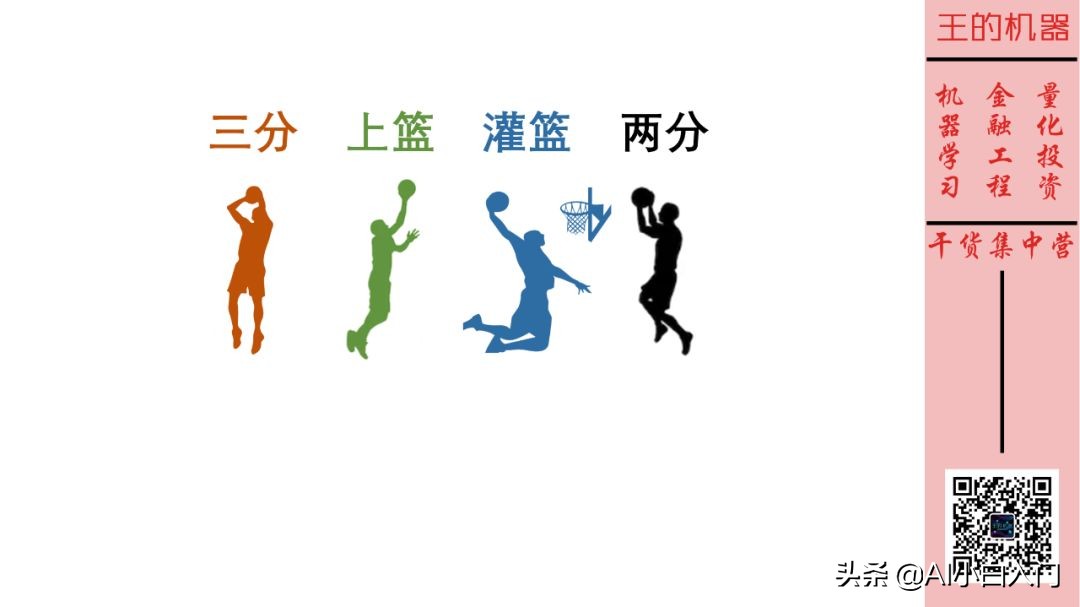 三分 上篮 灌篮 两分
王的机器
机器学习 金融工程 量化投资
干货集中营
头条 @AI小白入门